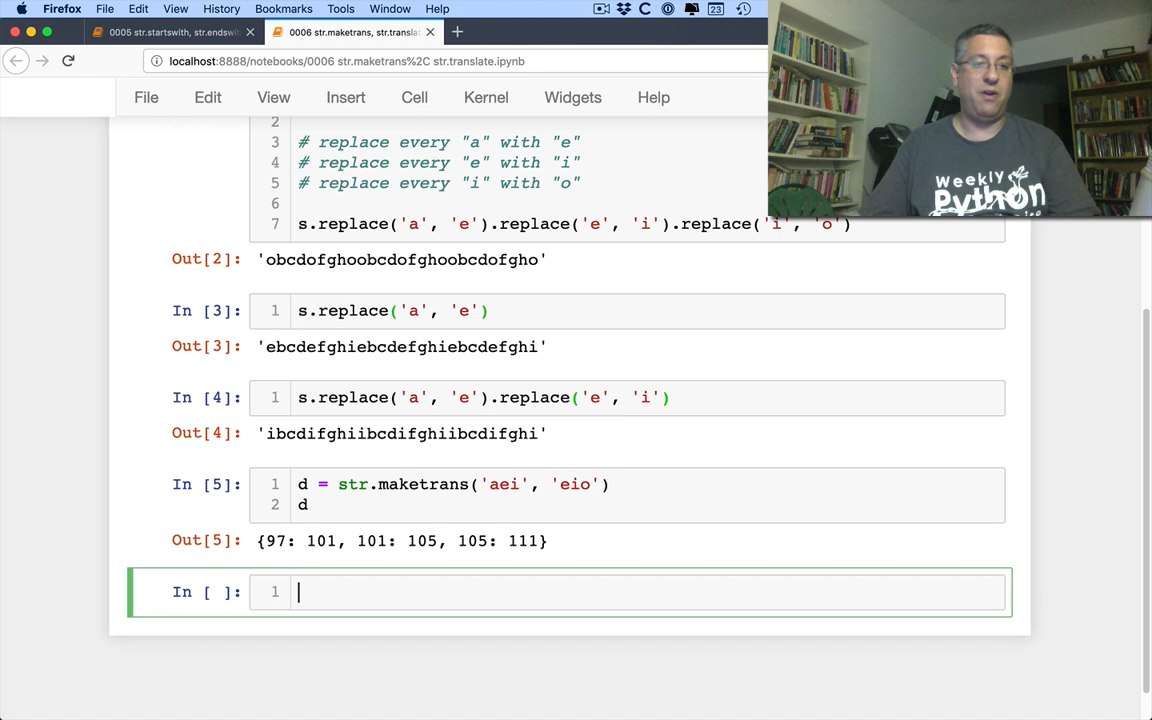 Firefox File Edit View History Bookmarks Tools Window Help 23
0005 str.startswith, str.endswi
0006 str.maketrans, str.transla
localhost:8888/notebooks/0006 str.maketrans%2C str.translate.ipynb
File Edit View Insert Cell Kernel Widgets Help
Weekly
Python
2
3 # replace every "a" with "e"
4 # replace every "e" with "i"
5 # replace every "i" with "o"
6
7 s.replace('a', 'e').replace('e', 'i').replace('i', 'o')
Out[2]: 'obcdofghoobcdofghoobcdofgho'
In [3]: 1 s.replace('a', 'e')
Out[3]: 'ebcdefghiebcdefghiebcdefghi'
In [4]: 1 s.replace('a', 'e').replace('e', 'i')
Out[4]: 'ibcdifghiibcdifghiibcdifghi'
In [5]: 1 d = str.maketrans('aei', 'eio')
2 d
Out[5]: {97: 101, 101: 105, 105: 111}
In [ ]: 1